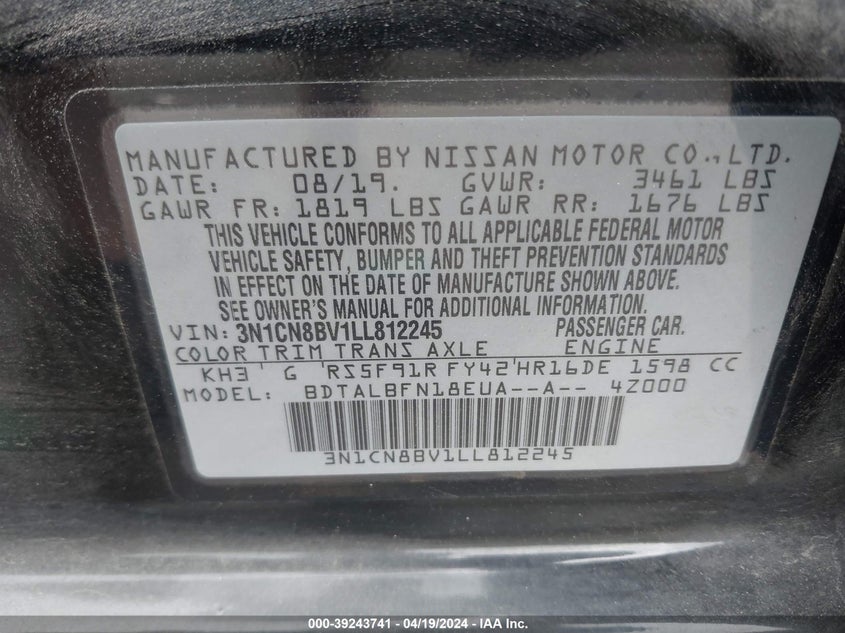 MANUFACTURED BY NISSAN MOTOR CO., LTD.
DATE: 08/19. GVWR: 3461 LBS
GAWR FR: 1819 LBS GAWR RR: 1676 LBS
THIS VEHICLE CONFORMS TO ALL APPLICABLE FEDERAL MOTOR
VEHICLE SAFETY, BUMPER AND THEFT PREVENTION STANDARDS
IN EFFECT ON THE DATE OF MANUFACTURE SHOWN ABOVE.
SEE OWNER'S MANUAL FOR ADDITIONAL INFORMATION.
VIN: 3N1CN8BV1LL812245 PASSENGER CAR.
COLOR TRIM TRANS AXLE ENGINE
KH3 G RS5F91R FY42 HR16DE 1598 CC
MODEL: BDTALBFN18EUA--A-- 4Z000
3N1CN8BV1LL812245
000-39243741 - 04/19/2024 - IAA Inc.